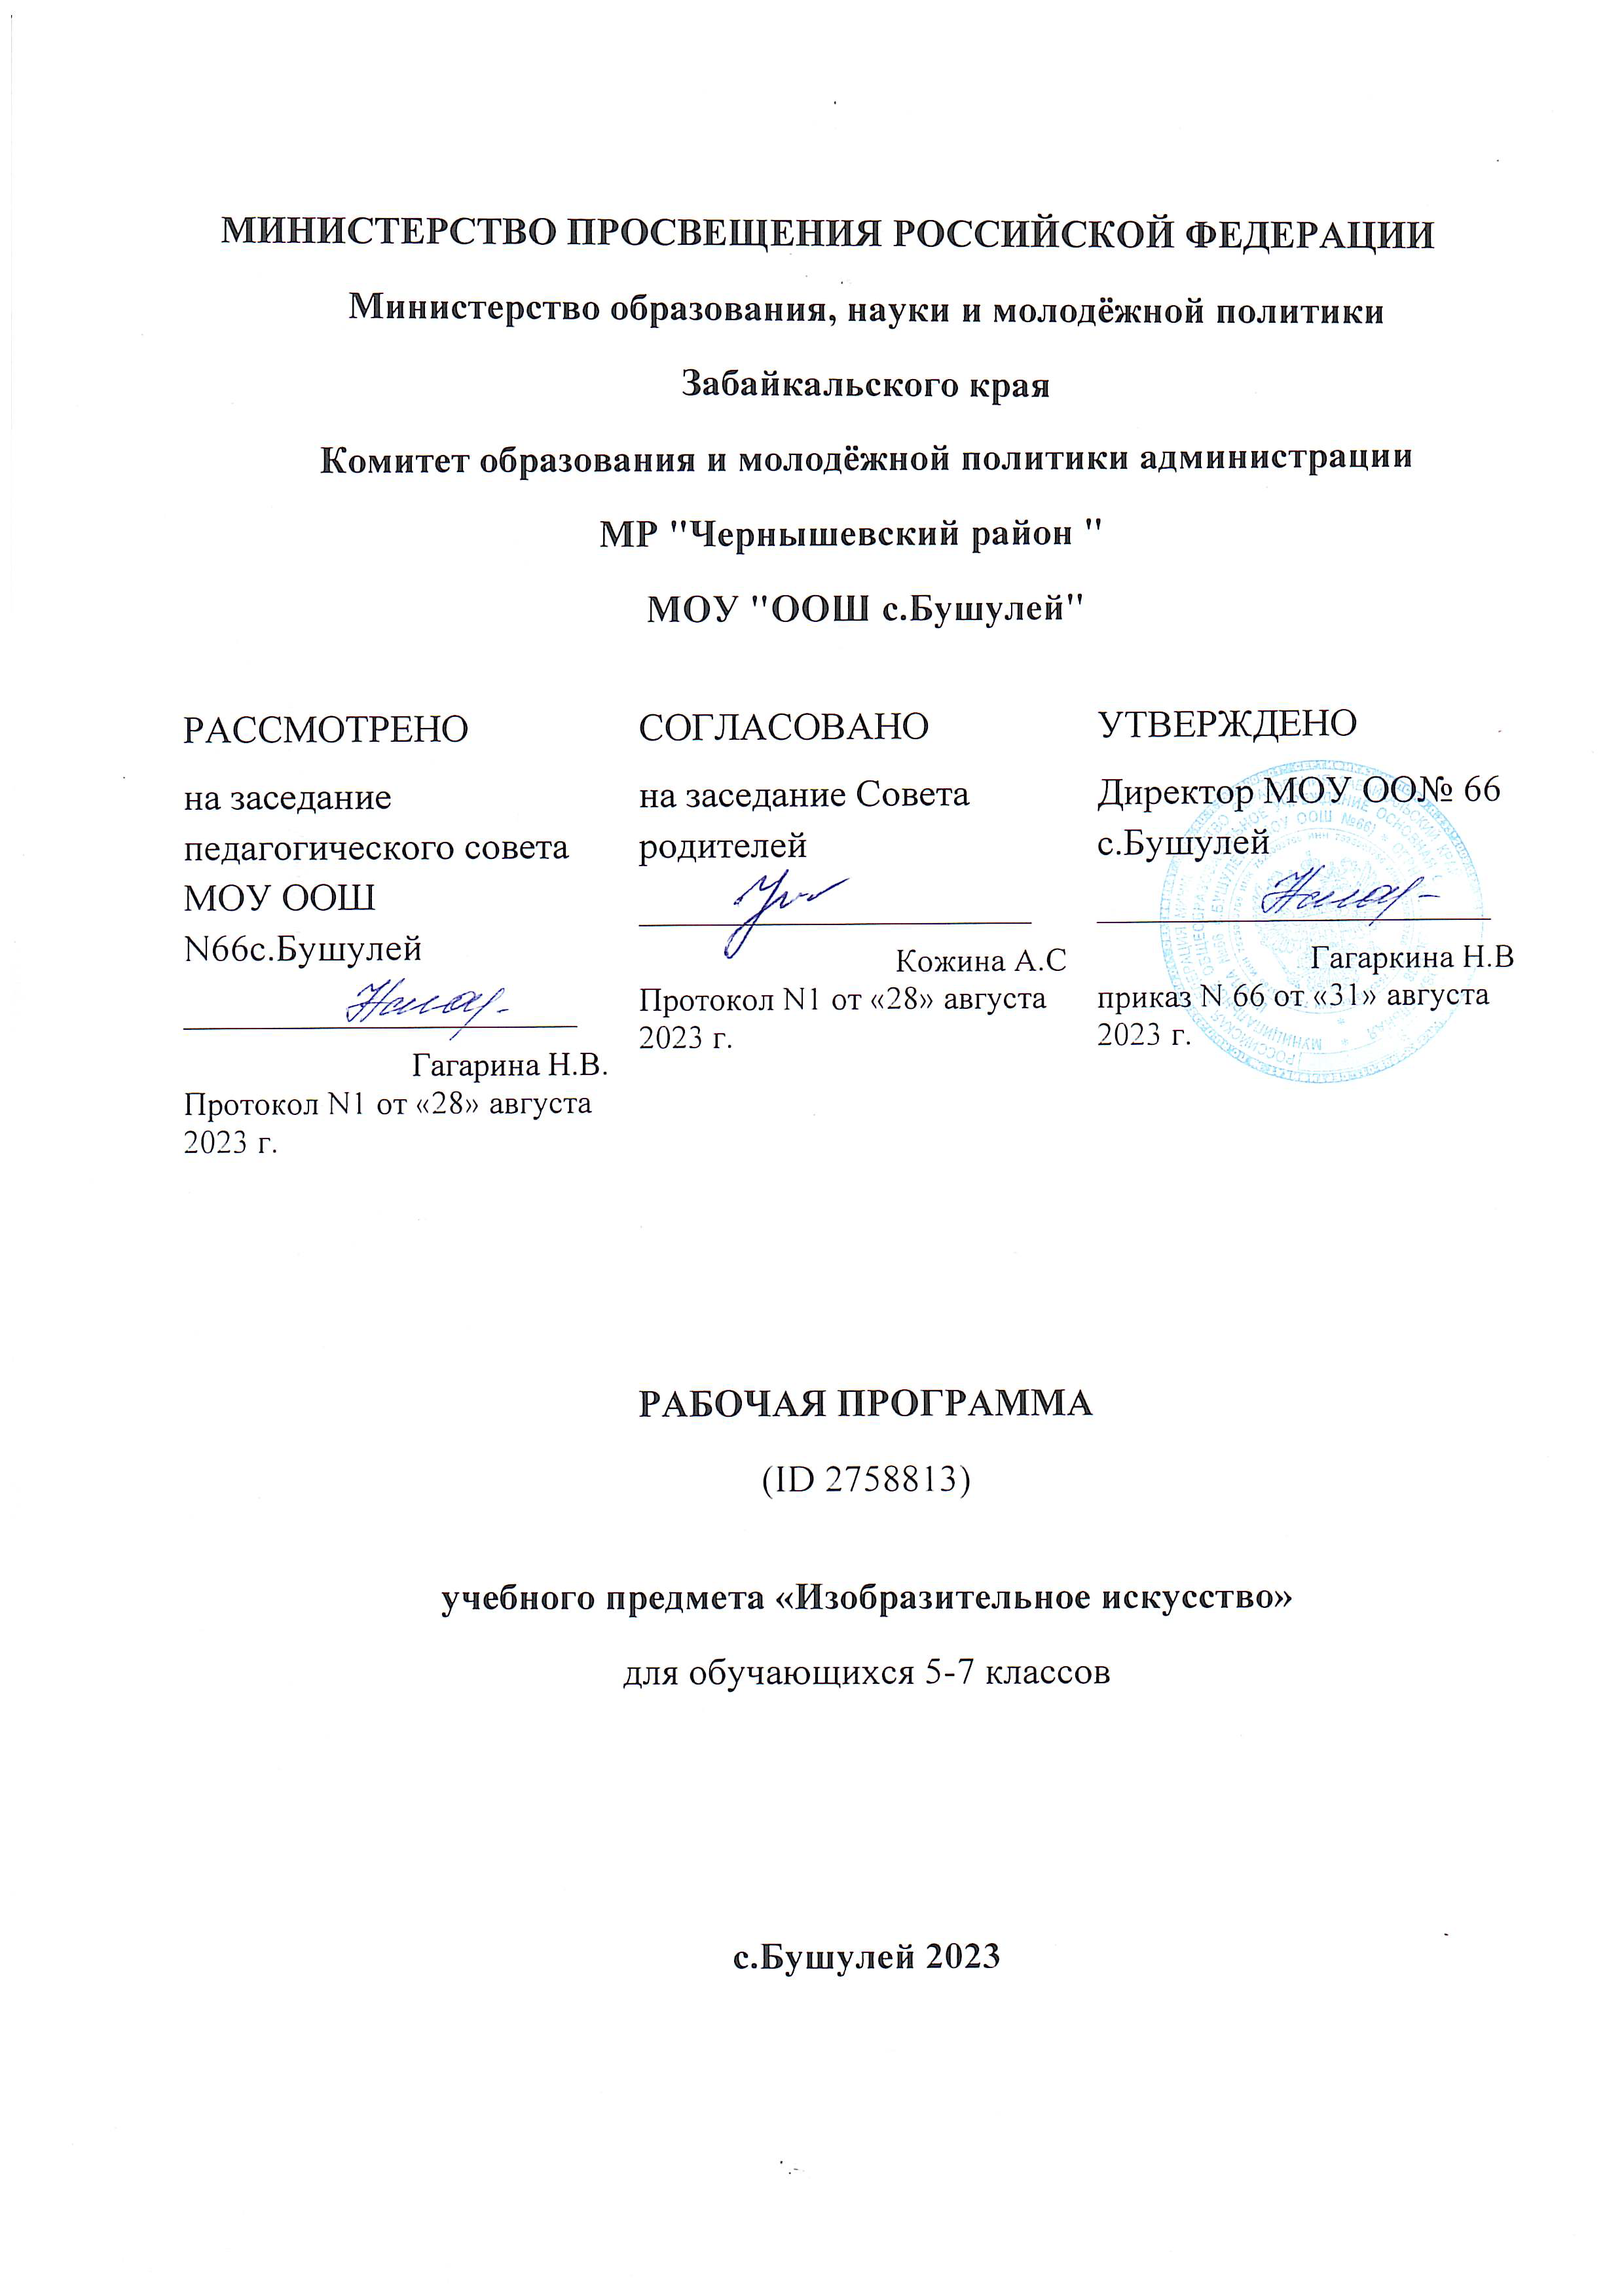 МИНИСТЕРСТВО ПРОСВЕЩЕНИЯ РОССИЙСКОЙ ФЕДЕРАЦИИ
Министерство образования, науки и молодёжной политики
Забайкальского края
Комитет образования и молодёжной политики администрации
МР "Чернышевский район "
МОУ "ООШ с.Бушулей"
РАССМОТРЕНО
на заседание
педагогического совета
МОУ ООШ
N66с.Бушулей
Гагарина Н.В.
Протокол N1 от «28» августа
2023 г.
СОГЛАСОВАНО
на заседание Совета
родителей
Кожина А.С
Протокол N1 от «28» августа
2023 г.
УТВЕРЖДЕНО
Директор МОУ ОО№ 66
с.Бушулей
Гагаркина Н.В
приказ N 66 от «31» августа
2023 г.
РАБОЧАЯ ПРОГРАММА
(ID 2758813)
учебного предмета «Изобразительное искусство»
для обучающихся 5-7 классов
с.Бушулей 2023